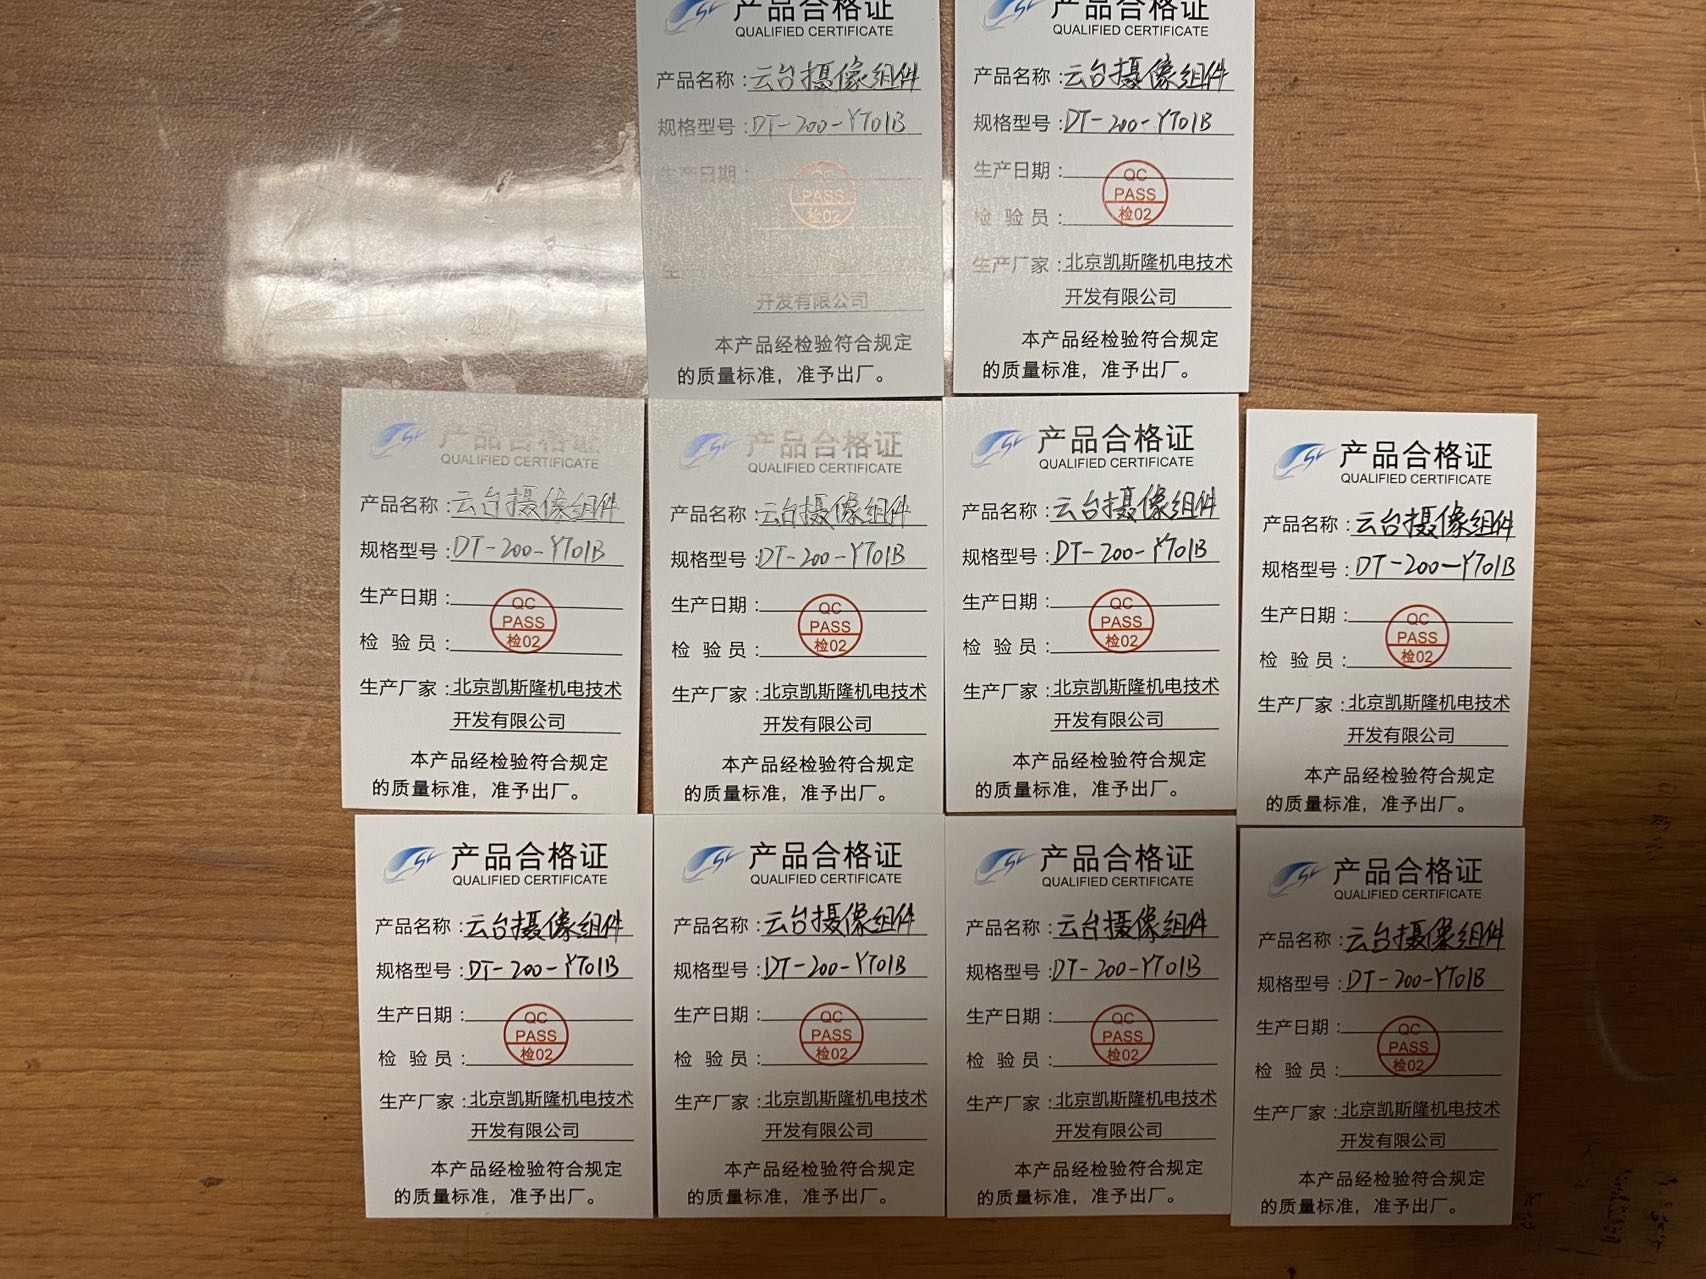 产品合格证
QUALIFIED CERTIFICATE
产品名称：云台摄像组件
规格型号：DT-200-YT01B
生产日期：
QC
PASS
检02
开发有限公司
本产品经检验符合规定
的质量标准，准予出厂。
产品合格证
QUALIFIED CERTIFICATE
产品名称：云台摄像组件
规格型号：DT-200-YT01B
生产日期：
检验员：
QC
PASS
检02
生产厂家：北京凯斯隆机电技术
开发有限公司
本产品经检验符合规定
的质量标准，准予出厂。
产品合格证
QUALIFIED CERTIFICATE
产品名称：云台摄像组件
规格型号：DT-200-YT01B
生产日期：
检验员：
QC
PASS
检02
生产厂家：北京凯斯隆机电技术
开发有限公司
本产品经检验符合规定
的质量标准，准予出厂。
产品合格证
QUALIFIED CERTIFICATE
产品名称：云台摄像组件
规格型号：DT-200-YT01B
生产日期：
检验员：
QC
PASS
检02
生产厂家：北京凯斯隆机电技术
开发有限公司
本产品经检验符合规定
的质量标准，准予出厂。
产品合格证
QUALIFIED CERTIFICATE
产品名称：云台摄像组件
规格型号：DT-200-YT01B
生产日期：
检验员：
QC
PASS
检02
生产厂家：北京凯斯隆机电技术
开发有限公司
本产品经检验符合规定
的质量标准，准予出厂。
产品合格证
QUALIFIED CERTIFICATE
产品名称：云台摄像组件
规格型号：DT-200-YT01B
生产日期：
检验员：
QC
PASS
检02
生产厂家：北京凯斯隆机电技术
开发有限公司
本产品经检验符合规定
的质量标准，准予出厂。
产品合格证
QUALIFIED CERTIFICATE
产品名称：云台摄像组件
规格型号：DT-200-YT01B
生产日期：
检验员：
QC
PASS
检02
生产厂家：北京凯斯隆机电技术
开发有限公司
本产品经检验符合规定
的质量标准，准予出厂。
产品合格证
QUALIFIED CERTIFICATE
产品名称：云台摄像组件
规格型号：DT-200-YT01B
生产日期：
检验员：
QC
PASS
检02
生产厂家：北京凯斯隆机电技术
开发有限公司
本产品经检验符合规定
的质量标准，准予出厂。
产品合格证
QUALIFIED CERTIFICATE
产品名称：云台摄像组件
规格型号：DT-200-YT01B
生产日期：
检验员：
QC
PASS
检02
生产厂家：北京凯斯隆机电技术
开发有限公司
本产品经检验符合规定
的质量标准，准予出厂。
产品合格证
QUALIFIED CERTIFICATE
产品名称：云台摄像组件
规格型号：DT-200-YT01B
生产日期：
检验员：
QC
PASS
检02
生产厂家：北京凯斯隆机电技术
开发有限公司
本产品经检验符合规定
的质量标准，准予出厂。